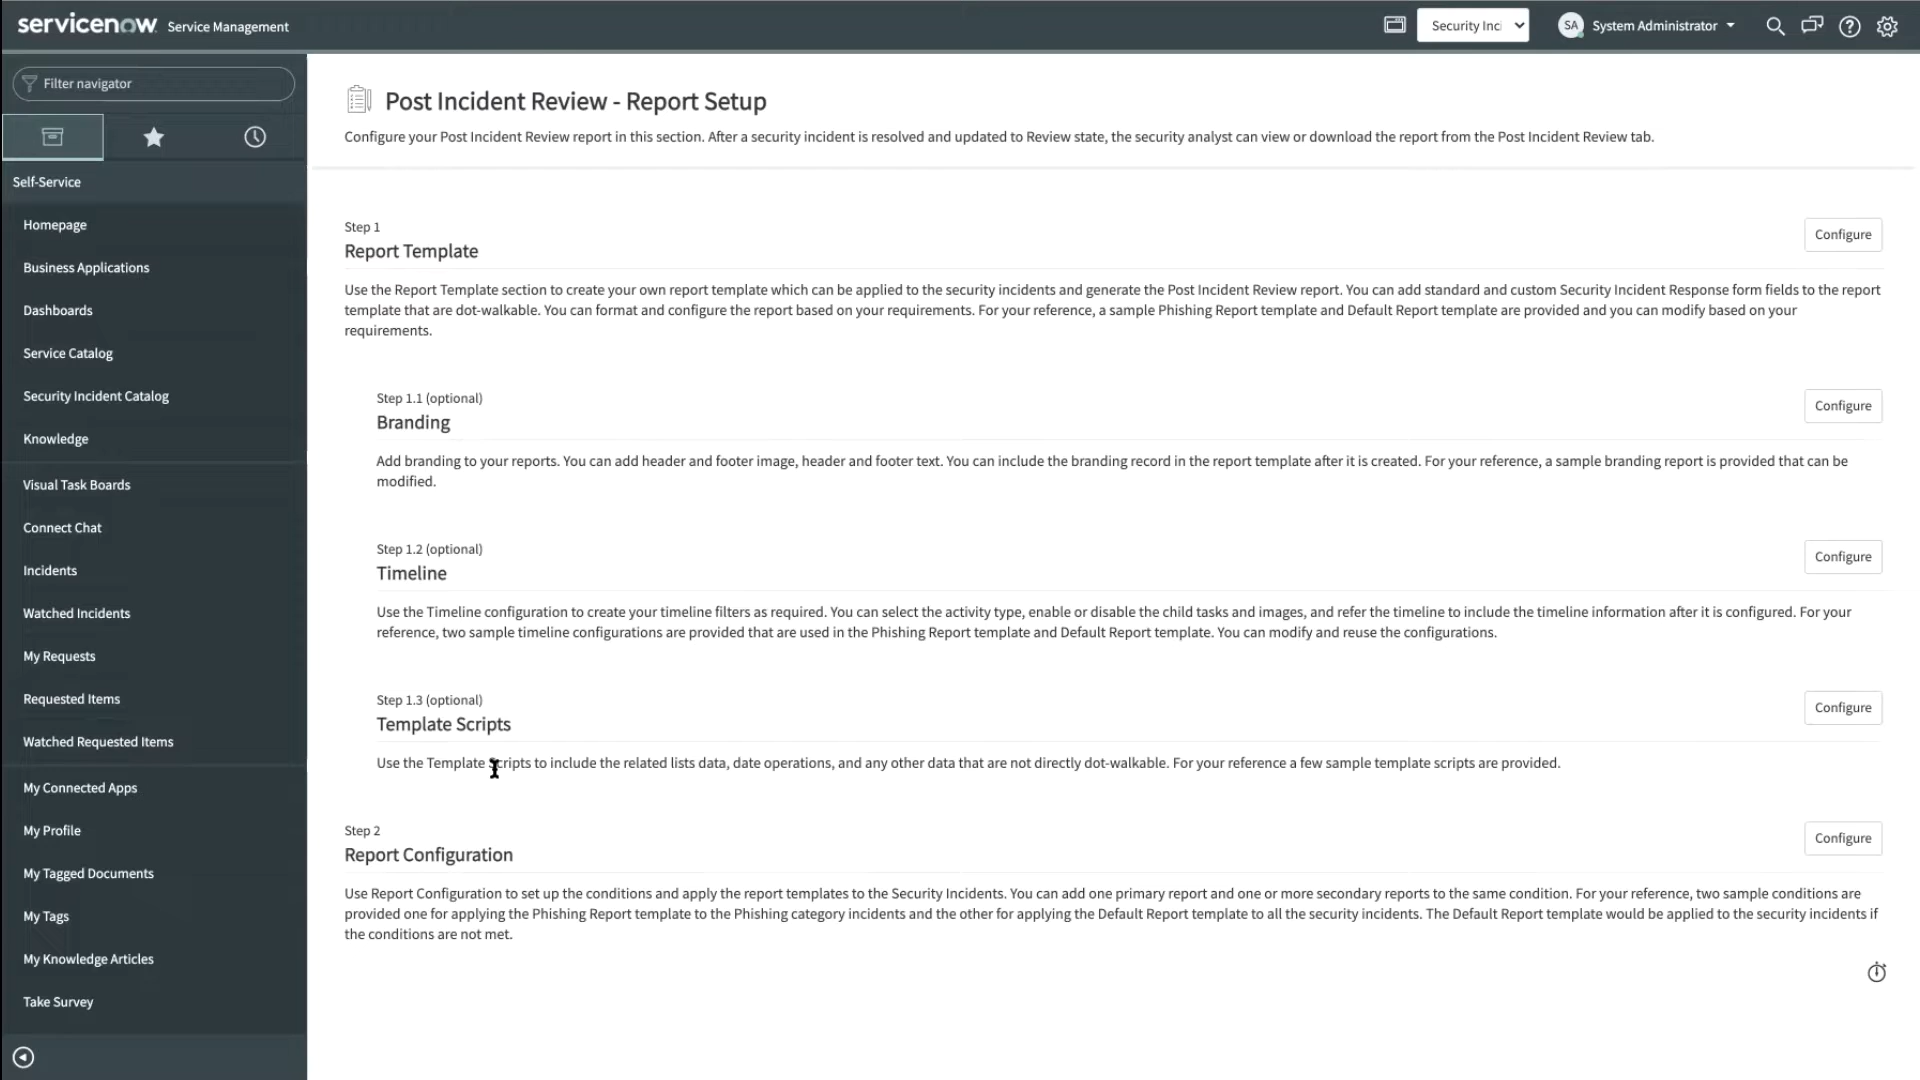 servicenow Service Management
Security Inci
SA System Administrator
Filter navigator
Self-Service
Homepage
Business Applications
Dashboards
Service Catalog
Security Incident Catalog
Knowledge
Visual Task Boards
Connect Chat
Incidents
Watched Incidents
My Requests
Requested Items
Watched Requested Items
My Connected Apps
My Profile
My Tagged Documents
My Tags
My Knowledge Articles
Take Survey
Post Incident Review - Report Setup
Configure your Post Incident Review report in this section. After a security incident is resolved and updated to Review state, the security analyst can view or download the report from the Post Incident Review tab.
Step 1
Report Template
Configure
Use the Report Template section to create your own report template which can be applied to the security incidents and generate the Post Incident Review report. You can add standard and custom Security Incident Response form fields to the report
template that are dot-walkable. You can format and configure the report based on your requirements. For your reference, a sample Phishing Report template and Default Report template are provided and you can modify based on your
requirements.
Step 1.1 (optional)
Branding
Configure
Add branding to your reports. You can add header and footer image, header and footer text. You can include the branding record in the report template after it is created. For your reference, a sample branding report is provided that can be
modified.
Step 1.2 (optional)
Timeline
Configure
Use the Timeline configuration to create your timeline filters as required. You can select the activity type, enable or disable the child tasks and images, and refer the timeline to include the timeline information after it is configured. For your
reference, two sample timeline configurations are provided that are used in the Phishing Report template and Default Report template. You can modify and reuse the configurations.
Step 1.3 (optional)
Template Scripts
Configure
Use the Template Scripts to include the related lists data, date operations, and any other data that are not directly dot-walkable. For your reference a few sample template scripts are provided.
Step 2
Report Configuration
Configure
Use Report Configuration to set up the conditions and apply the report templates to the Security Incidents. You can add one primary report and one or more secondary reports to the same condition. For your reference, two sample conditions are
provided one for applying the Phishing Report template to the Phishing category incidents and the other for applying the Default Report template to all the security incidents. The Default Report template would be applied to the security incidents if
the conditions are not met.